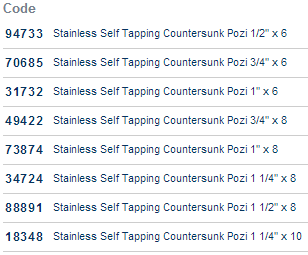 Code
94733 Stainless Self Tapping Countersunk Pozi 1/2" x 6
70685 Stainless Self Tapping Countersunk Pozi 3/4" x 6
31732 Stainless Self Tapping Countersunk Pozi 1" x 6
49422 Stainless Self Tapping Countersunk Pozi 3/4" x 8
73874 Stainless Self Tapping Countersunk Pozi 1" x 8
34724 Stainless Self Tapping Countersunk Pozi 1 1/4" x 8
88891 Stainless Self Tapping Countersunk Pozi 1 1/2" x 8
18348 Stainless Self Tapping Countersunk Pozi 1 1/4" x 10